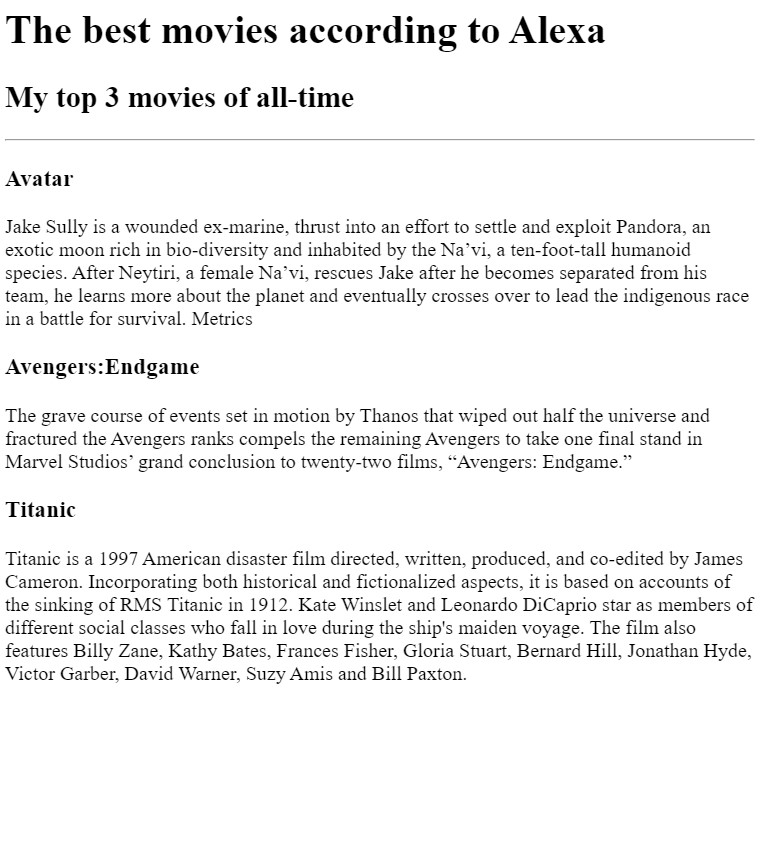 The best movies according to Alexa
My top 3 movies of all-time
Avatar
Jake Sully is a wounded ex-marine, thrust into an effort to settle and exploit Pandora, an
exotic moon rich in bio-diversity and inhabited by the Na’vi, a ten-foot-tall humanoid
species. After Neytiri, a female Na’vi, rescues Jake after he becomes separated from his
team, he learns more about the planet and eventually crosses over to lead the indigenous race
in a battle for survival. Metrics
Avengers:Endgame
The grave course of events set in motion by Thanos that wiped out half the universe and
fractured the Avengers ranks compels the remaining Avengers to take one final stand in
Marvel Studios’ grand conclusion to twenty-two films, “Avengers: Endgame.”
Titanic
Titanic is a 1997 American disaster film directed, written, produced, and co-edited by James
Cameron. Incorporating both historical and fictionalized aspects, it is based on accounts of
the sinking of RMS Titanic in 1912. Kate Winslet and Leonardo DiCaprio star as members of
different social classes who fall in love during the ship's maiden voyage. The film also
features Billy Zane, Kathy Bates, Frances Fisher, Gloria Stuart, Bernard Hill, Jonathan Hyde,
Victor Garber, David Warner, Suzy Amis and Bill Paxton.